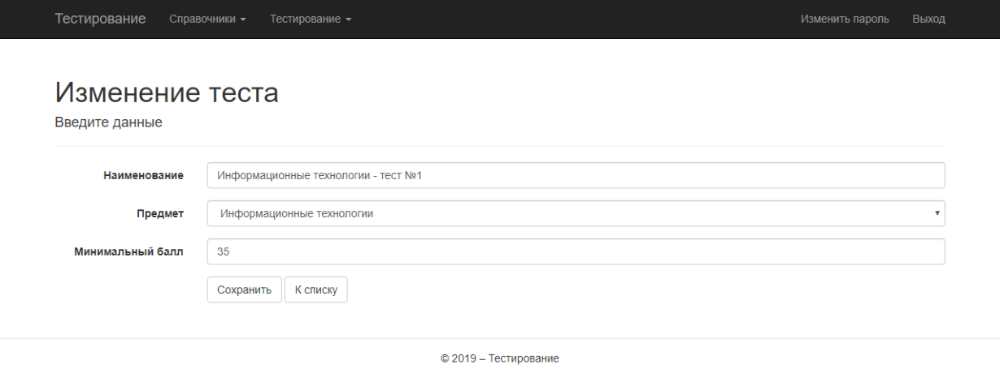 Тестирование Справочники Тестирование Изменить пароль Выход
Изменение теста
Введите данные
Наименование Информационные технологии - тест №1
Предмет Информационные технологии
Минимальный балл 35
Сохранить К списку
© 2019 – Тестирование